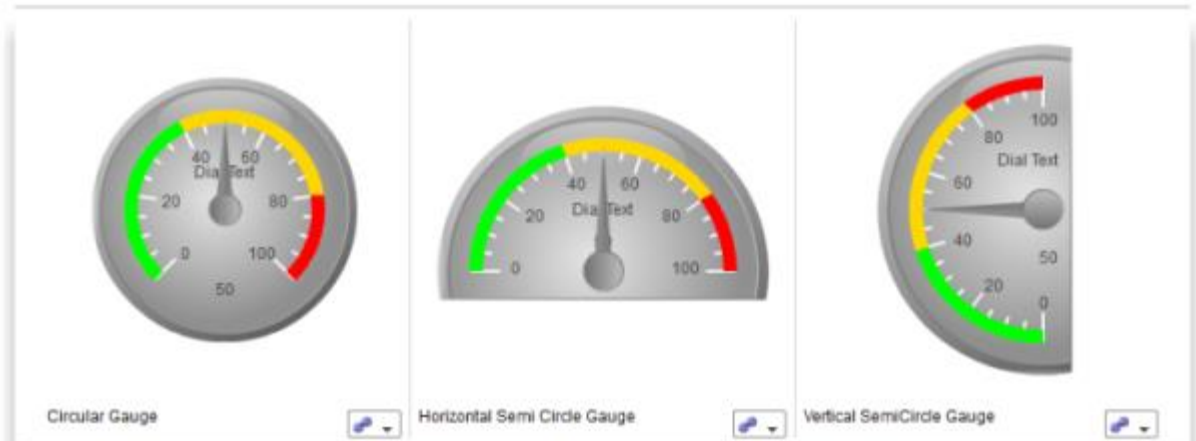 40 60
Dial Text
20 80
0 100
50
Circular Gauge
40 60
20 Dial Text 80
0 100
Horizontal Semi Circle Gauge
100
80
Dial Text
60
40
50
20
0
Vertical SemiCircle Gauge